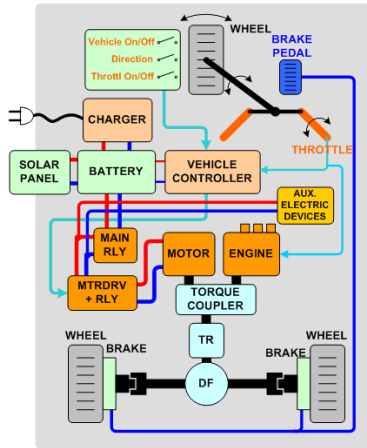 WHEEL
BRAKE
PEDAL
Vehicle On/Off
Direction
Throttl On/Off
CHARGER
THROTTLE
SOLAR
PANEL
BATTERY
VEHICLE
CONTROLLER
AUX.
ELECTRIC
DEVICES
MAIN
RLY
MOTOR
ENGINE
MTRDRV
+ RLY
TORQUE
COUPLER
WHEEL
BRAKE
TR
DF
BRAKE
WHEEL